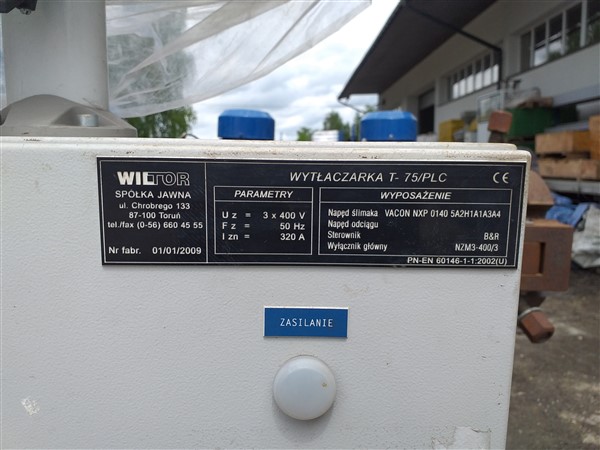 WILTOR
SPÓŁKA JAWNA
ul. Chrobrego 133
87-100 Toruń
tel./fax (0-56) 660 45 55
Nr fabr. 01/01/2009
WYTŁACZARKA T- 75/PLC CE
PARAMETRY
U z = 3 x 400 V
F z = 50 Hz
I zn = 320 A
WYPOSAŻENIE
Napęd ślimaka VACON NXP 0140 5A2H1A1A3A4
Napęd odciągu
Sterownik B&R
Wyłącznik główny NZM3-400/3
PN-EN 60146-1-1:2002(U)
ZASILANIE